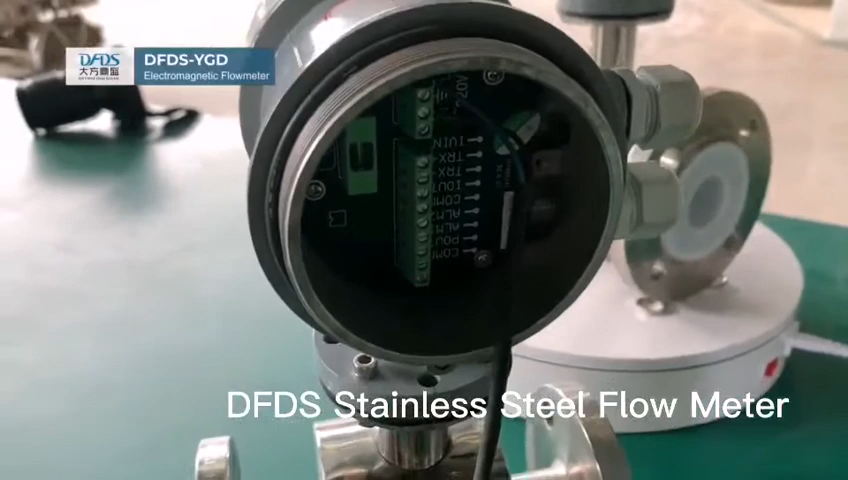 DFDS
大方鼎盛
DFDS-YGD
Electromagnetic Flowmeter
IVIN
TRX-
TRX+
IOUT
COM
ALM
ALM
POUT
COM
DFDS Stainless Steel Flow Meter